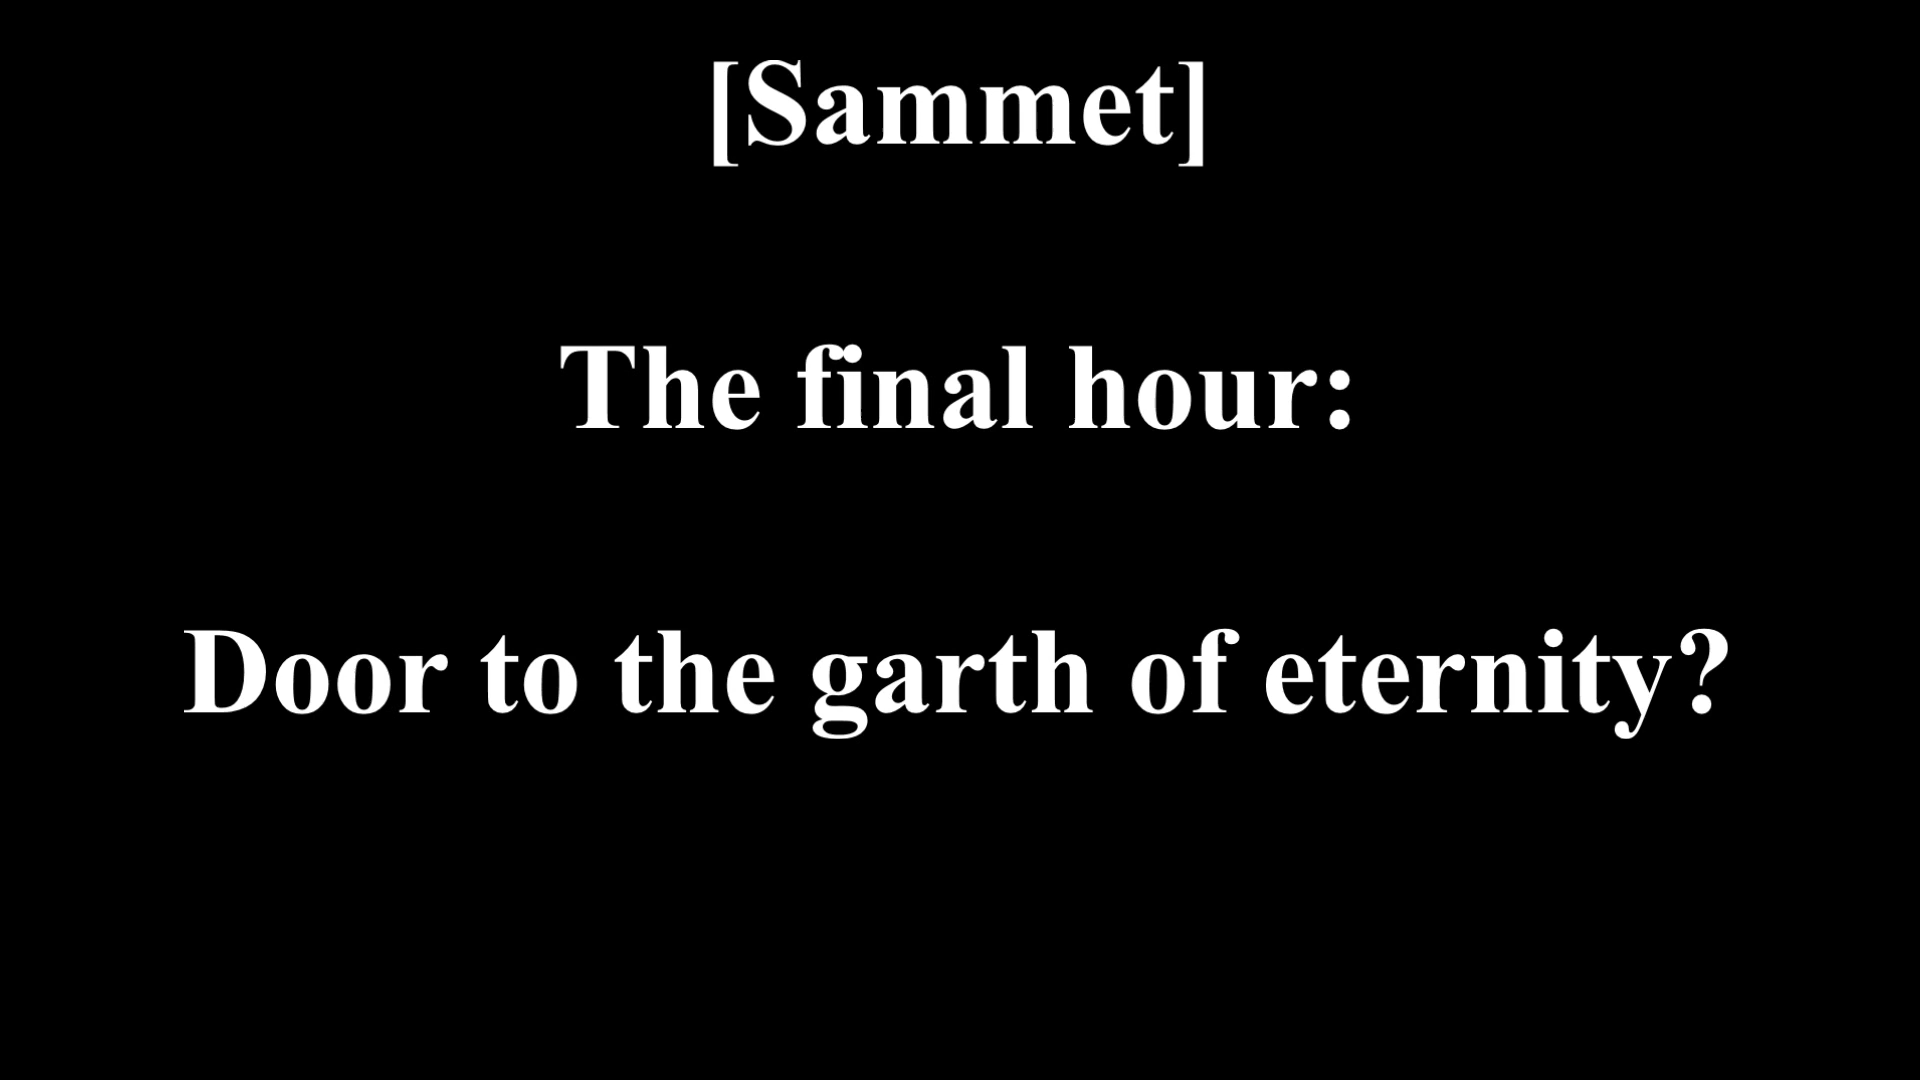 [Sammet]
The final hour:
Door to the garth of eternity?